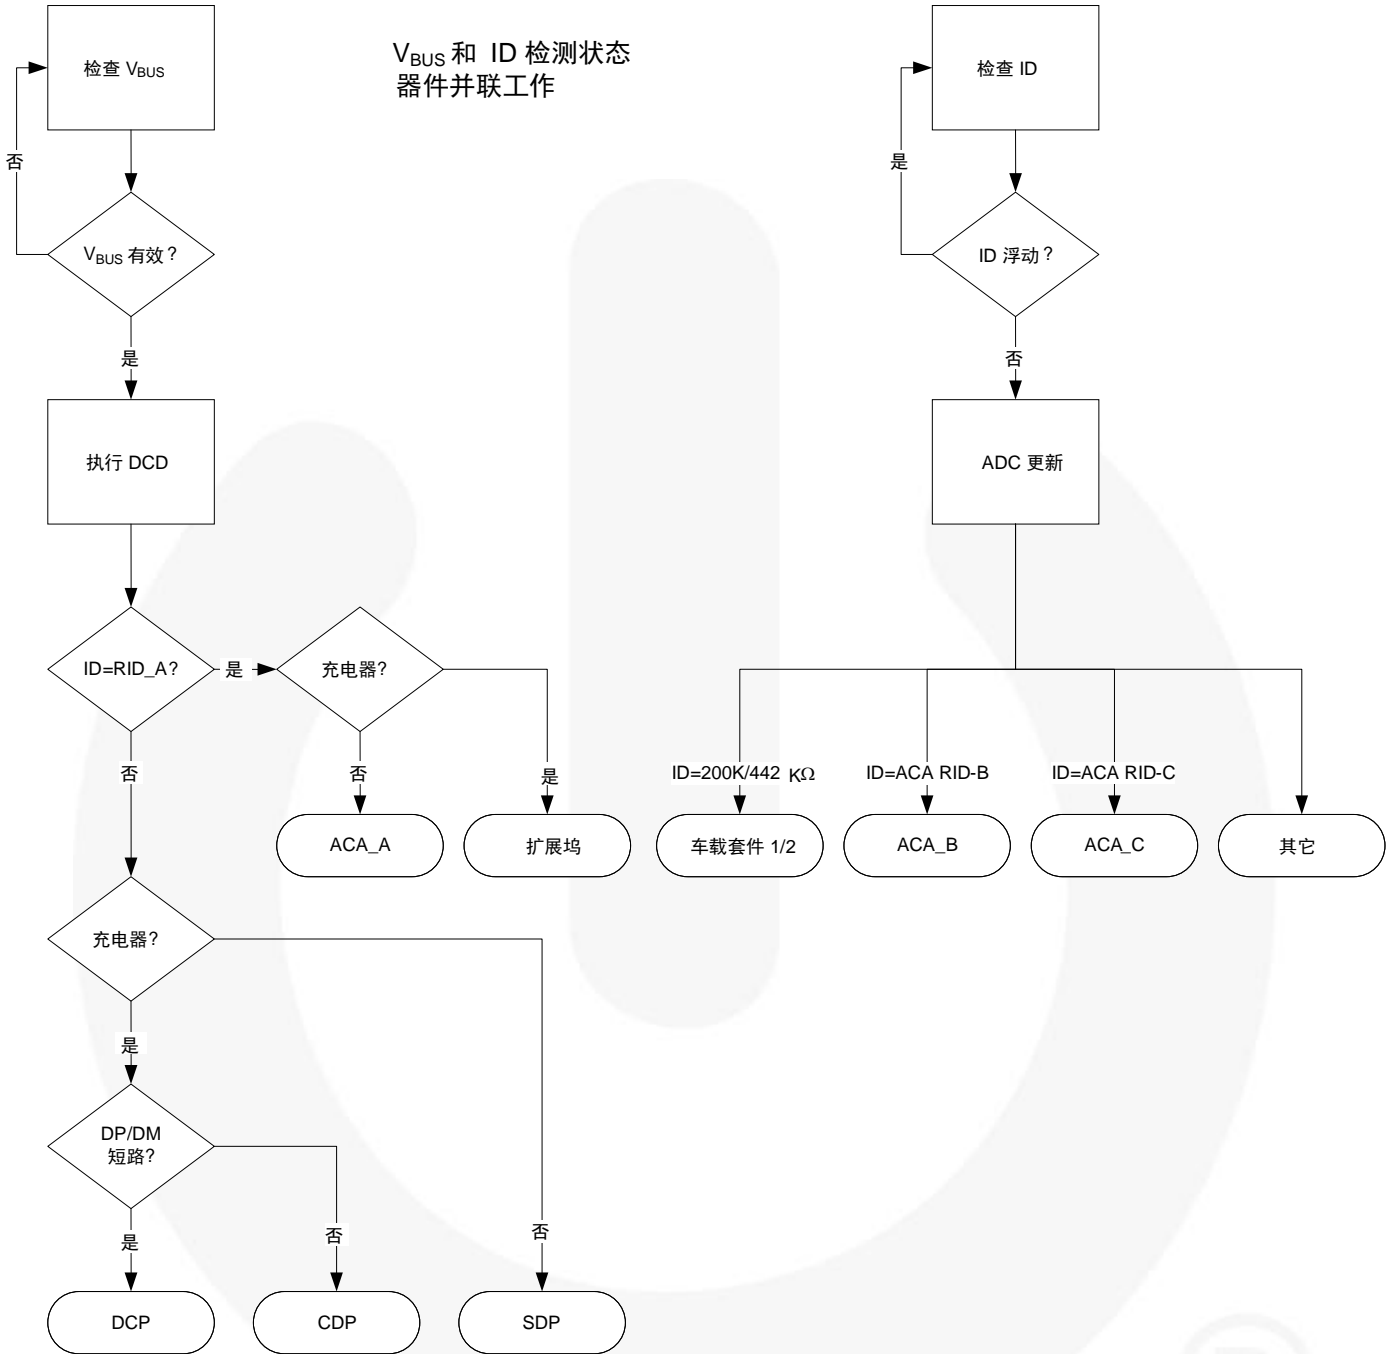 V_BUS 和 ID 检测状态
器件并联工作
检查 V_BUS
否
V_BUS 有效？
是
执行 DCD
ID=RID_A?
是
充电器？
否
是
ACA_A
扩展坞
否
充电器？
是
否
DP/DM
短路？
是
否
DCP
CDP
SDP
检查 ID
是
ID 浮动？
否
ADC 更新
ID=200K/442 KΩ
ID=ACA RID-B
ID=ACA RID-C
车载套件 1/2
ACA_B
ACA_C
其它